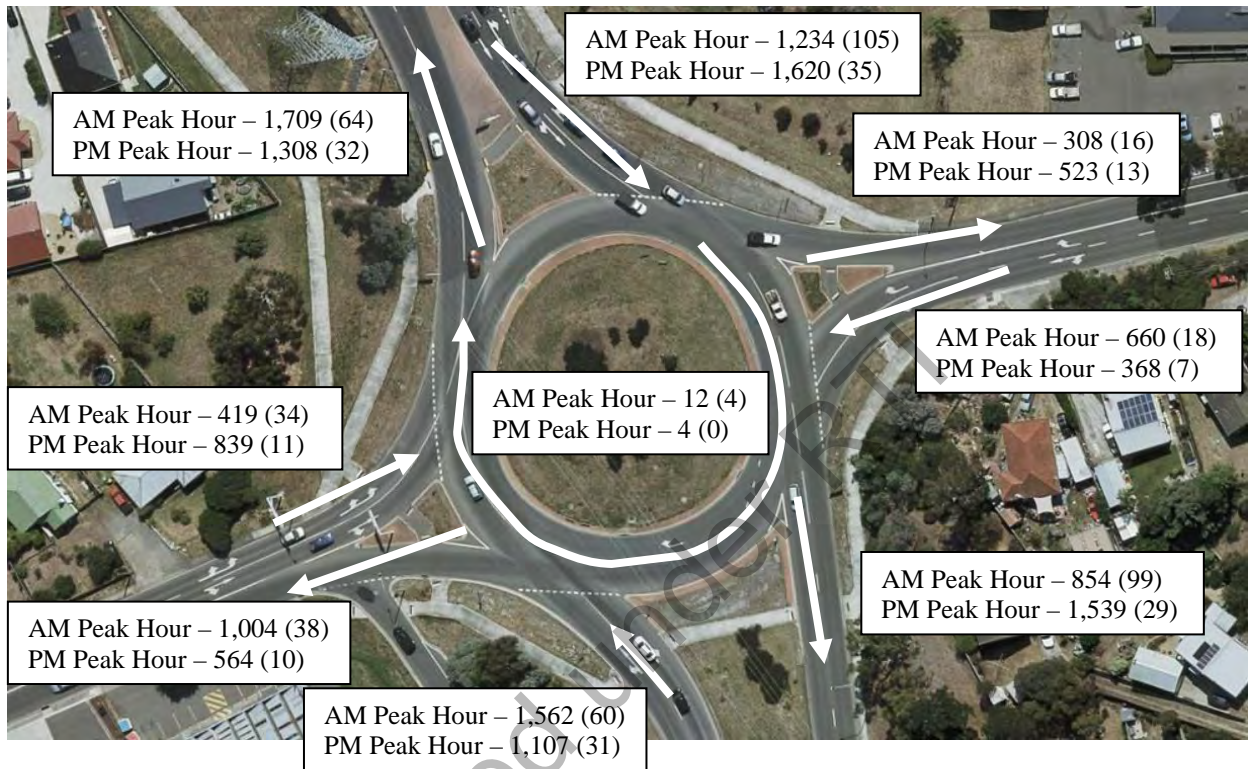 AM Peak Hour – 1,234 (105)
PM Peak Hour – 1,620 (35)
AM Peak Hour – 1,709 (64)
PM Peak Hour – 1,308 (32)
AM Peak Hour – 308 (16)
PM Peak Hour – 523 (13)
AM Peak Hour – 660 (18)
PM Peak Hour – 368 (7)
AM Peak Hour – 12 (4)
PM Peak Hour – 4 (0)
AM Peak Hour – 419 (34)
PM Peak Hour – 839 (11)
AM Peak Hour – 854 (99)
PM Peak Hour – 1,539 (29)
AM Peak Hour – 1,004 (38)
PM Peak Hour – 564 (10)
AM Peak Hour – 1,562 (60)
PM Peak Hour – 1,107 (31)
under RTI